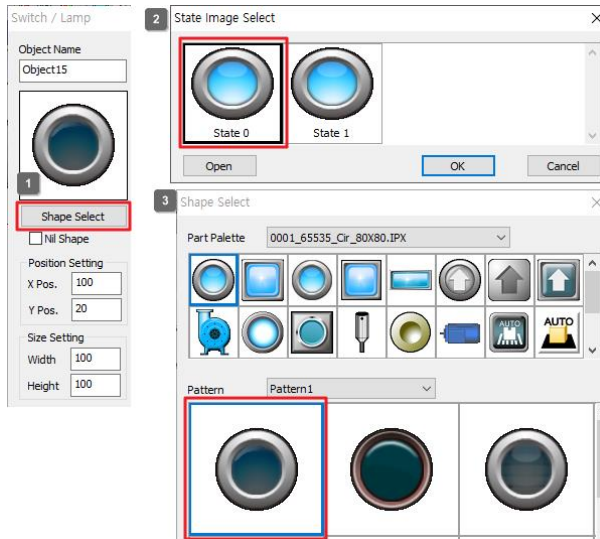 Switch / Lamp
Object Name
Object15
1
Shape Select
Nil Shape
Position Setting
X Pos. 100
Y Pos. 20
Size Setting
Width 100
Height 100
2
State Image Select
State 0
State 1
Open
OK
Cancel
3
Shape Select
Part Palette 0001_65535_Cir_80X80.IPX
AUTO
AUTO
Pattern Pattern1